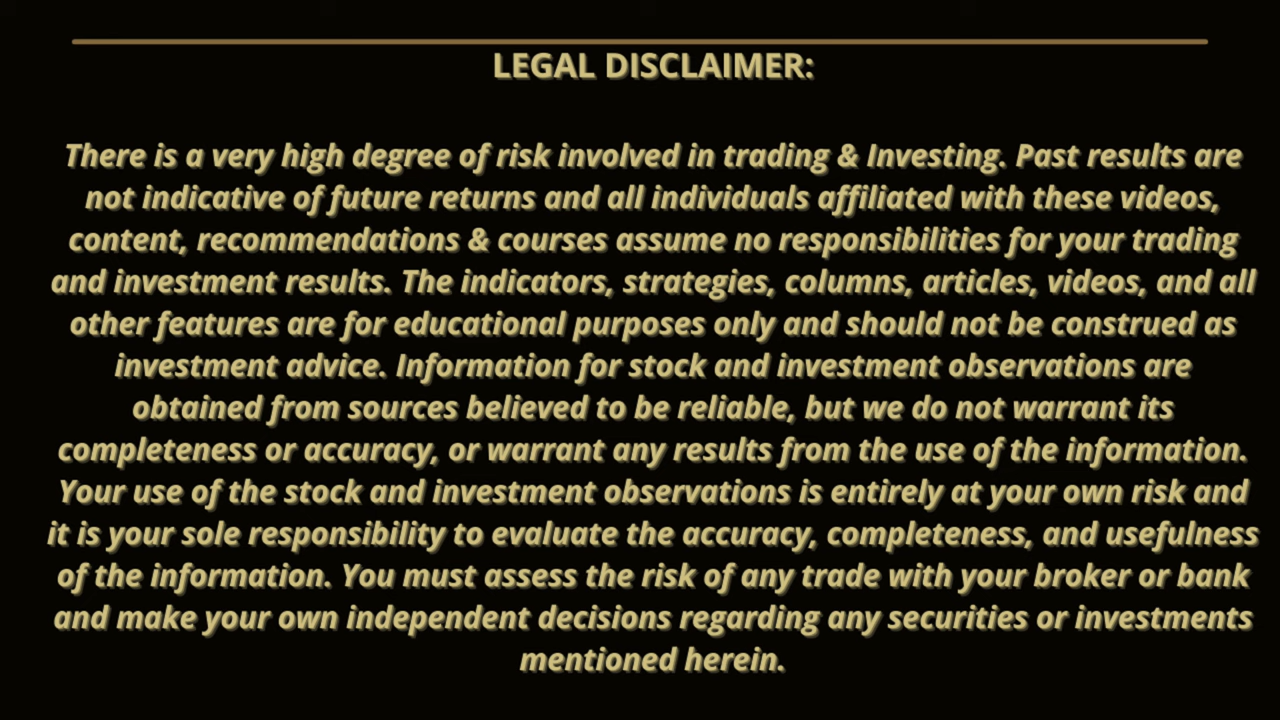 LEGAL DISCLAIMER:
There is a very high degree of risk involved in trading & Investing. Past results are
not indicative of future returns and all individuals affiliated with these videos,
content, recommendations & courses assume no responsibilities for your trading
and investment results. The indicators, strategies, columns, articles, videos, and all
other features are for educational purposes only and should not be construed as
investment advice. Information for stock and investment observations are
obtained from sources believed to be reliable, but we do not warrant its
completeness or accuracy, or warrant any results from the use of the information.
Your use of the stock and investment observations is entirely at your own risk and
it is your sole responsibility to evaluate the accuracy, completeness, and usefulness
of the information. You must assess the risk of any trade with your broker or bank
and make your own independent decisions regarding any securities or investments
mentioned herein.